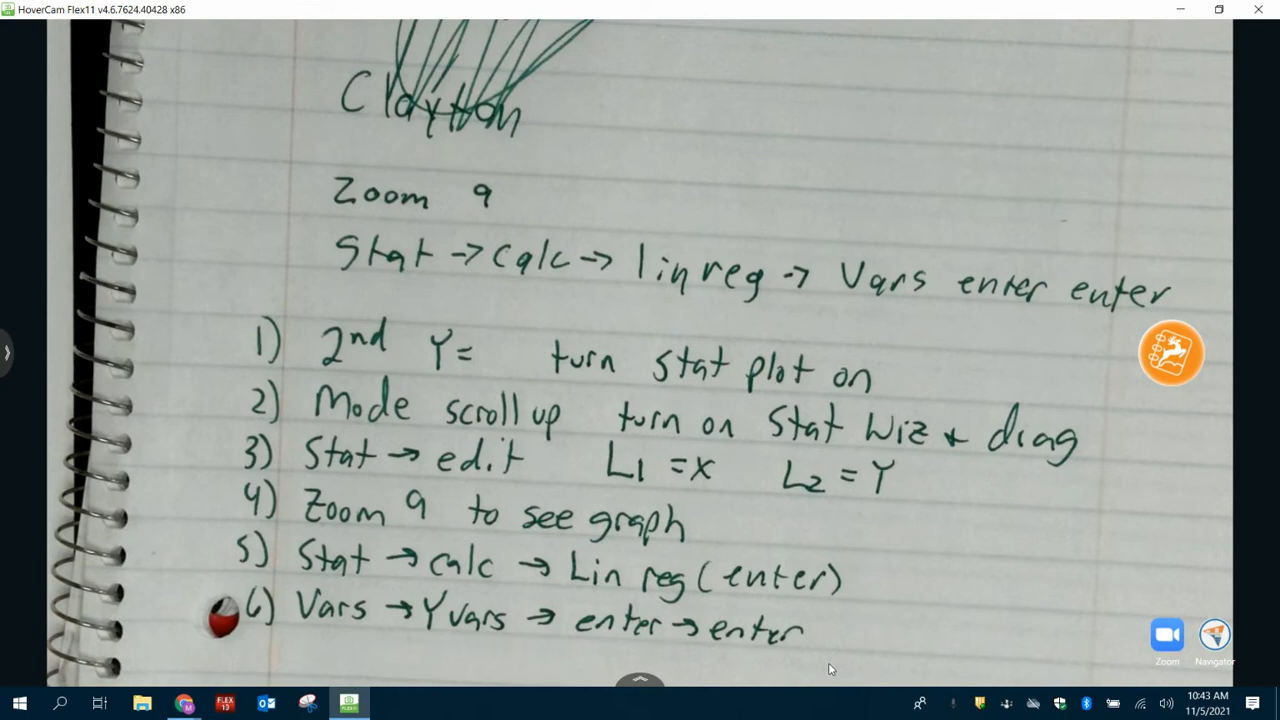 HoverCam Flex11 v4.6.7624.40428 x86
Clayton
Zoom 9
Stat → Calc → linreg → Vars enter enter
1) 2nd Y= turn stat plot on
2) Mode scroll up turn on Stat Wiz + diag
3) Stat → edit L1 = X L2 = Y
4) Zoom 9 to see graph
5) Stat → calc → Lin reg (enter)
6) Vars → Y vars → enter → enter
Zoom
Navigator
FLEX
10:43 AM
11/5/2021